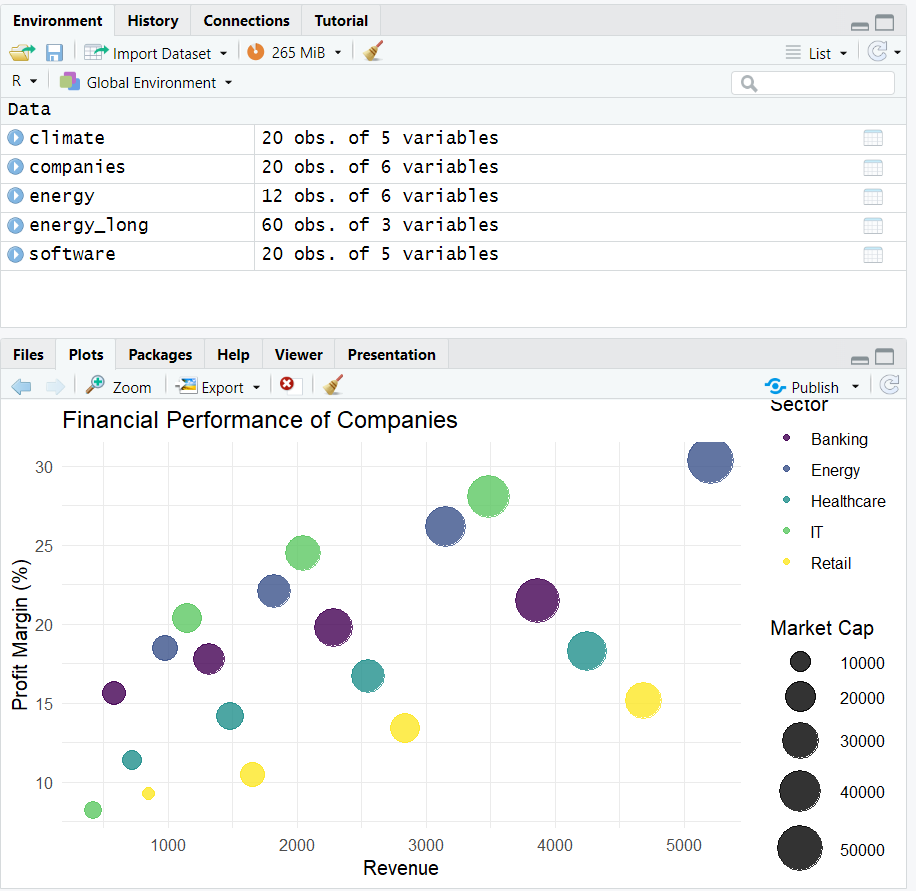 Environment History Connections Tutorial
Import Dataset 265 MiB List
R Global Environment
Data
climate 20 obs. of 5 variables
companies 20 obs. of 6 variables
energy 12 obs. of 6 variables
energy_long 60 obs. of 3 variables
software 20 obs. of 5 variables
Files Plots Packages Help Viewer Presentation
Zoom Export Publish
Financial Performance of Companies
Sector
Banking
Energy
Healthcare
IT
Retail
Market Cap
10000
20000
30000
40000
50000
Profit Margin (%)
30
25
20
15
10
1000 2000 3000 4000 5000
Revenue